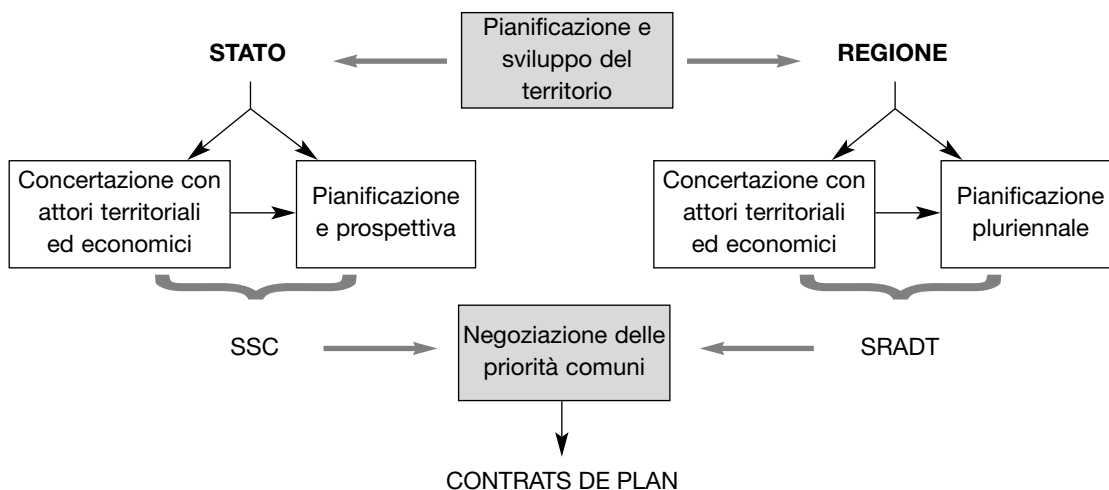 Pianificazione e
sviluppo del
territorio
STATO
REGIONE
Concertazione con
attori territoriali
ed economici
Pianificazione
e prospettiva
Concertazione con
attori territoriali
ed economici
Pianificazione
pluriennale
SSC
Negoziazione delle
priorità comuni
SRADT
CONTRATS DE PLAN